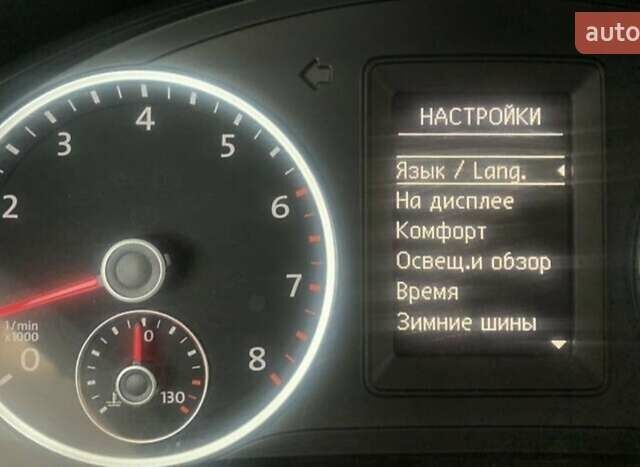 auto
НАСТРОЙКИ
Язык / Lang.
На дисплее
Комфорт
Освещ.и обзор
Время
Зимние шины
2
3
4
5
6
7
8
1/min
x1000
0
0
130